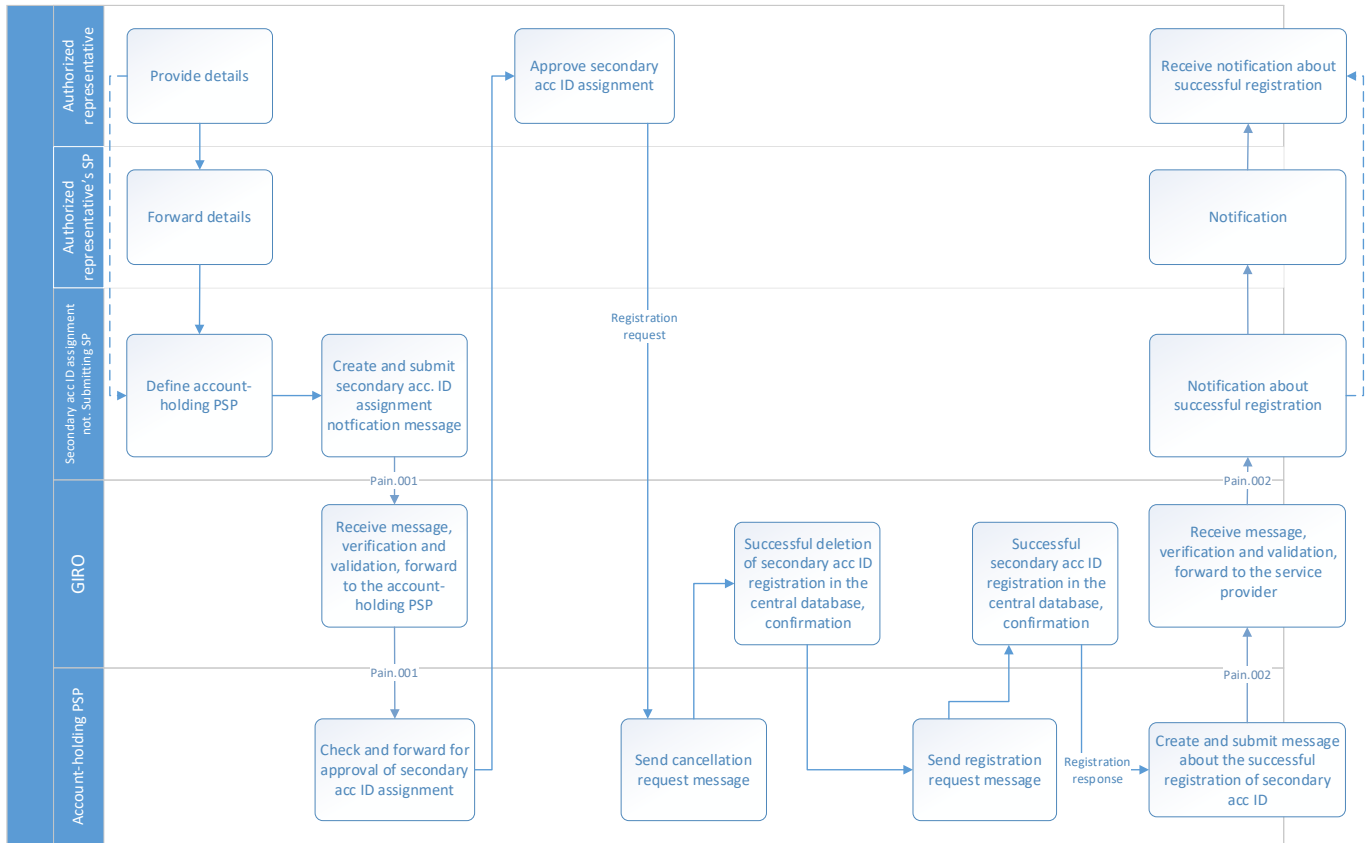 Authorized
representative
Provide details
Approve secondary
acc ID assignment
Receive notification about
successful registration
Authorized
representative's SP
Forward details
Notification
Secondary acc ID assignment
not. Submitting SP
Define account-
holding PSP
Create and submit
secondary acc. ID
assignment
notfication message
Registration
request
Notification about
successful registration
Pain.001
Pain.002
GIRO
Receive message,
verification and
validation, forward
to the account-
holding PSP
Successful deletion
of secondary acc ID
registration in the
central database,
confirmation
Successful
secondary acc ID
registration in the
central database,
confirmation
Receive message,
verification and
validation,
forward to the service
provider
Pain.001
Pain.002
Account-holding PSP
Check and forward for
approval of secondary
acc ID assignment
Send cancellation
request message
Send registration
request message
Registration
response
Create and submit message
about the successful
registration of secondary
acc ID